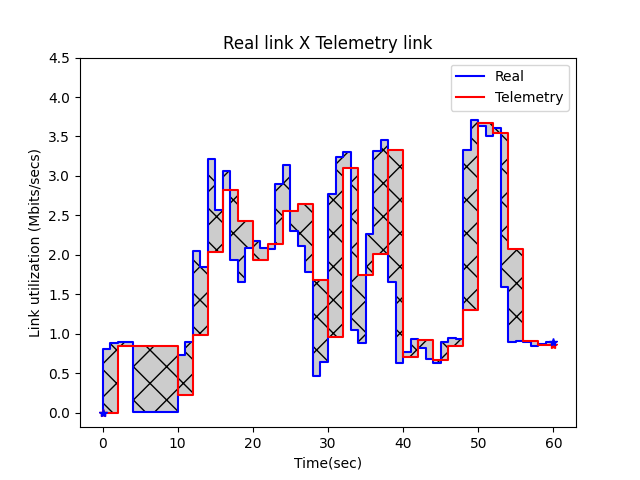 Real link X Telemetry link
Real
Telemetry
Link utilization (Mbits/secs)
4.5
4.0
3.5
3.0
2.5
2.0
1.5
1.0
0.5
0.0
0 10 20 30 40 50 60
Time(sec)